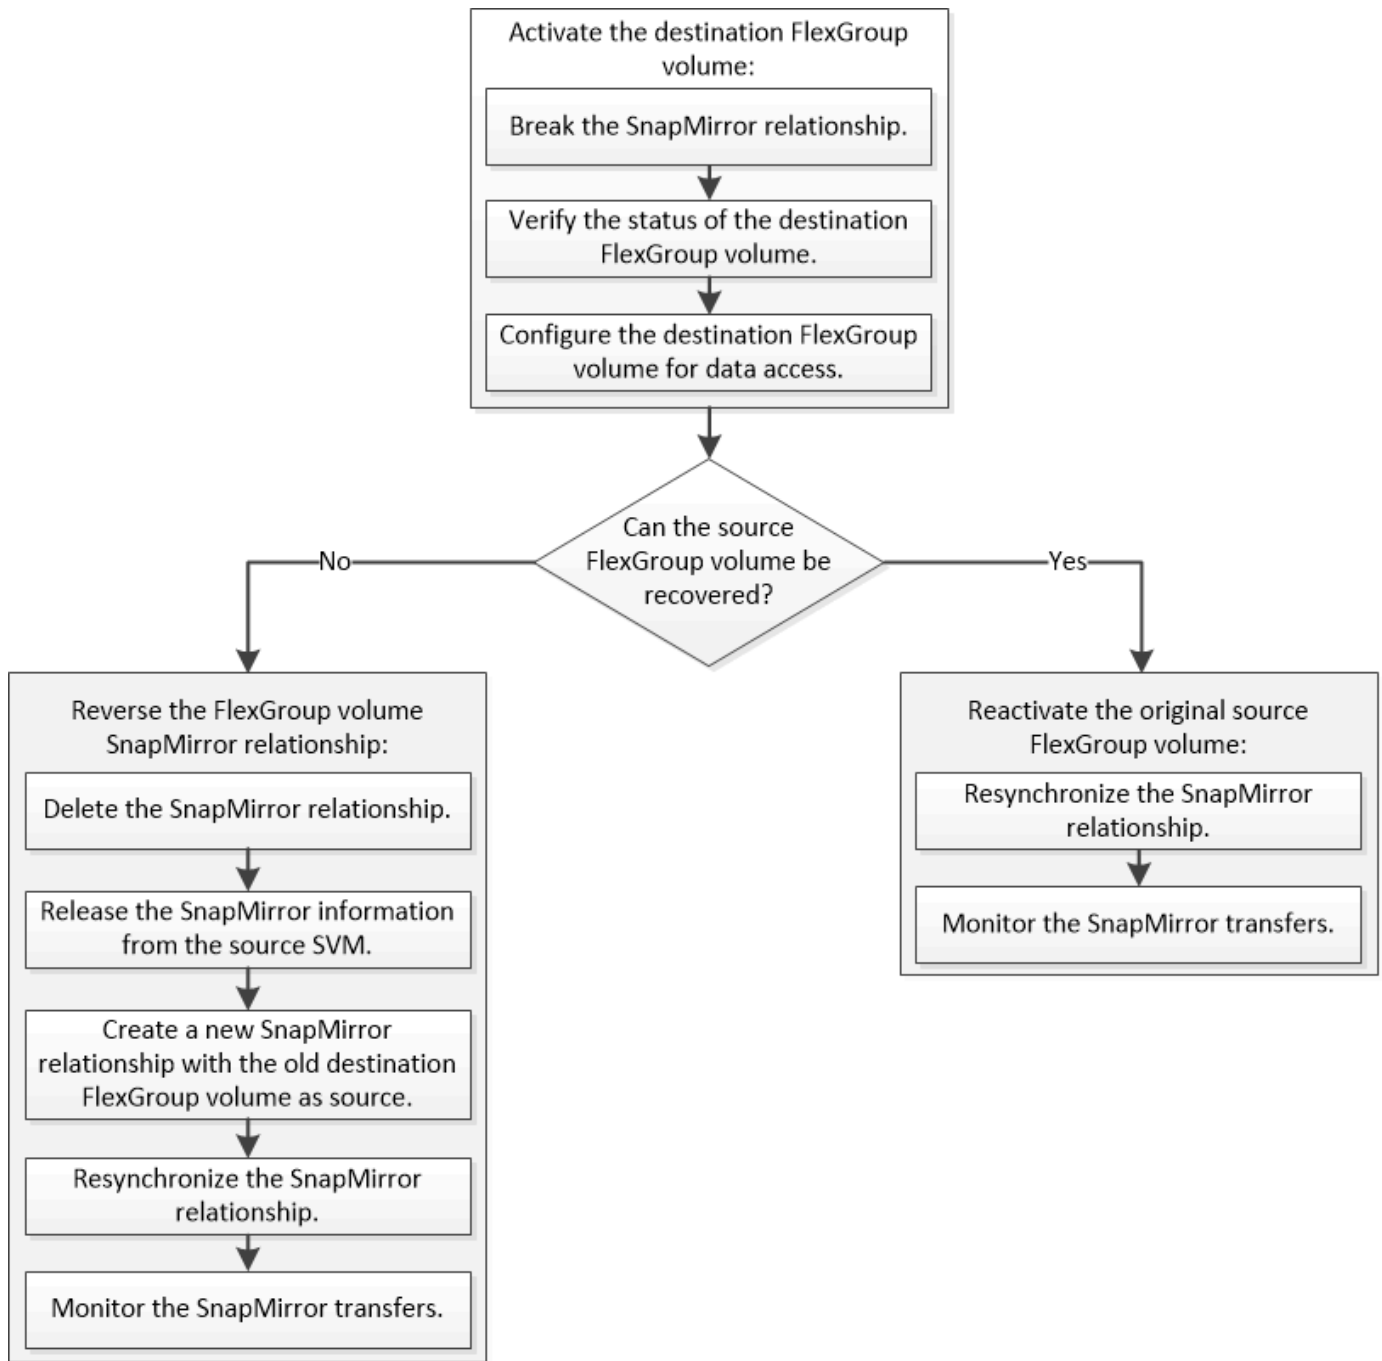 Activate the destination FlexGroup
volume:
Break the SnapMirror relationship.
Verify the status of the destination
FlexGroup volume.
Configure the destination FlexGroup
volume for data access.
Can the source
FlexGroup volume be
recovered?
No
Yes
Reverse the FlexGroup volume
SnapMirror relationship:
Delete the SnapMirror relationship.
Release the SnapMirror information
from the source SVM.
Create a new SnapMirror
relationship with the old destination
FlexGroup volume as source.
Resynchronize the SnapMirror
relationship.
Monitor the SnapMirror transfers.
Reactivate the original source
FlexGroup volume:
Resynchronize the SnapMirror
relationship.
Monitor the SnapMirror transfers.